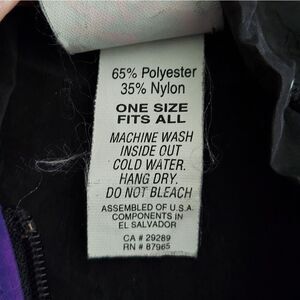 65% Polyester
35% Nylon
ONE SIZE
FITS ALL
MACHINE WASH
INSIDE OUT
COLD WATER.
HANG DRY.
DO NOT BLEACH
ASSEMBLED OF U.S.A.
COMPONENTS IN
EL SALVADOR
CA # 29289
RN # 87965